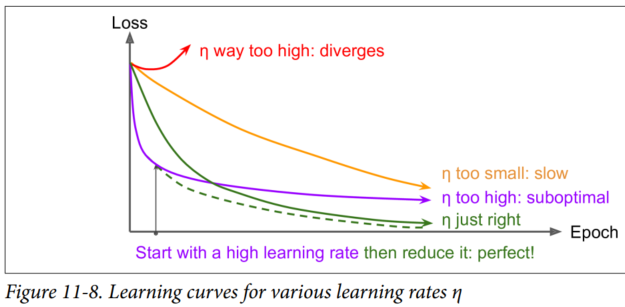 Loss
η way too high: diverges
η too small: slow
η too high: suboptimal
η just right
Epoch
Start with a high learning rate then reduce it: perfect!
Figure 11-8. Learning curves for various learning rates η